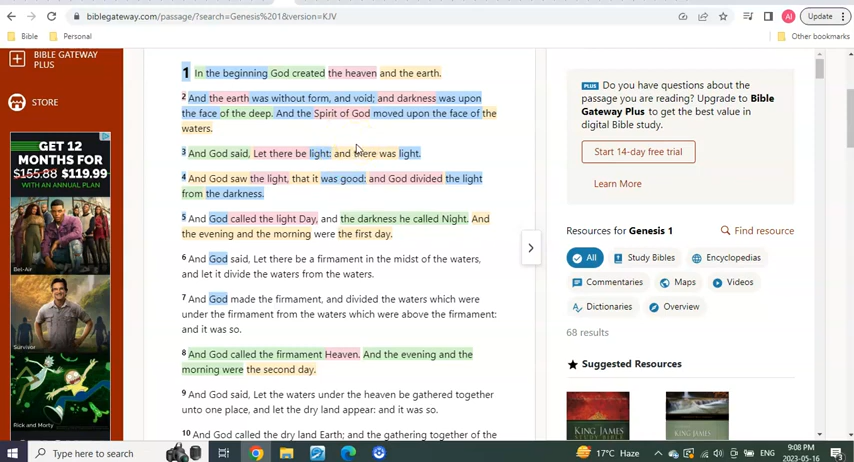 biblegateway.com/passage/?search=Genesis%201&version=KJV
AI
Update
Bible
Personal
Other bookmarks
BIBLE GATEWAY
PLUS
STORE
GET 12
MONTHS FOR
$155.88 $119.99
WITH AN ANNUAL PLAN
Bel-Air
Survivor
Rick and Morty
1 In the beginning God created the heaven and the earth.
2 And the earth was without form, and void; and darkness was upon
the face of the deep. And the Spirit of God moved upon the face of the
waters.
3 And God said, Let there be light: and there was light.
4 And God saw the light, that it was good: and God divided the light
from the darkness.
5 And God called the light Day, and the darkness he called Night. And
the evening and the morning were the first day.
6 And God said, Let there be a firmament in the midst of the waters,
and let it divide the waters from the waters.
7 And God made the firmament, and divided the waters which were
under the firmament from the waters which were above the firmament:
and it was so.
8 And God called the firmament Heaven. And the evening and the
morning were the second day.
9 And God said, Let the waters under the heaven be gathered together
unto one place, and let the dry land appear: and it was so.
10 And God called the dry land Earth; and the gathering together of the
PLUS Do you have questions about the
passage you are reading? Upgrade to Bible
Gateway Plus to get the best value in
digital Bible study.
Start 14-day free trial
Learn More
Resources for Genesis 1
Find resource
All
Study Bibles
Encyclopedias
Commentaries
Maps
Videos
Dictionaries
Overview
68 results
Suggested Resources
KING JAMES
Type here to search
17°C Haze
ENG
9:08 PM
2023-05-16
3